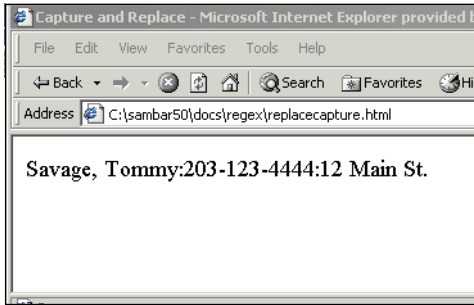 Capture and Replace - Microsoft Internet Explorer provided
File Edit View Favorites Tools Help
Back Search Favorites
Address C:\sambar50\docs\regex\replacecapture.html
Savage, Tommy:203-123-4444:12 Main St.